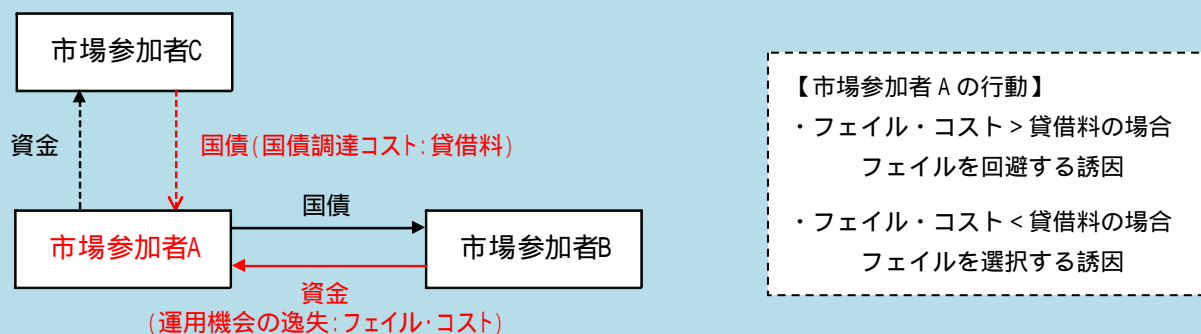 市場参加者C
資金
国債(国債調達コスト:貸借料)
国債
市場参加者A
市場参加者B
資金
(運用機会の逸失:フェイル・コスト)
【市場参加者Aの行動】
・フェイル・コスト>貸借料の場合
フェイルを回避する誘因
・フェイル・コスト<貸借料の場合
フェイルを選択する誘因